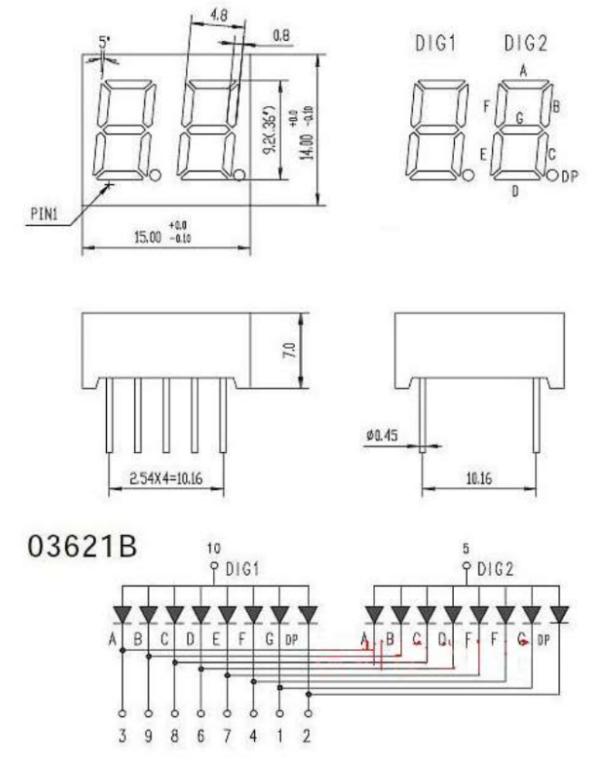 4.8
0.8
5°
DIG1 DIG2
A
F B
G
E C
DP
D
9.2(.36")
14.00 +0.0 -0.10
PIN1
15.00 +0.0 -0.10
7.0
Ø0.45
2.54X4=10.16
10.16
03621B
10 5
DIG1 DIG2
A B C D E F G DP A B C D F F G DP
3 9 8 6 7 4 1 2